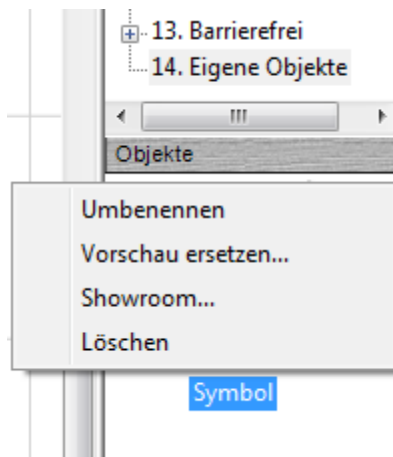 13. Barrierefrei
14. Eigene Objekte
Objekte
Umbenennen
Vorschau ersetzen...
Showroom...
Löschen
Symbol